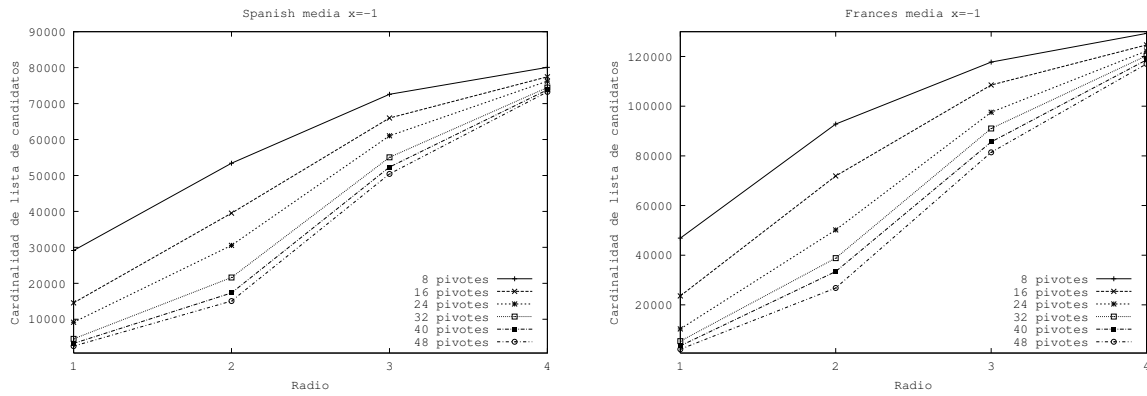 Spanish media x=-1
Cardinalidad de lista de candidatos
90000
80000
70000
60000
50000
40000
30000
20000
10000
8 pivotes
16 pivotes
24 pivotes
32 pivotes
40 pivotes
48 pivotes
1 2 3 4
Radio
Frances media x=-1
Cardinalidad de lista de candidatos
120000
100000
80000
60000
40000
20000
8 pivotes
16 pivotes
24 pivotes
32 pivotes
40 pivotes
48 pivotes
1 2 3 4
Radio